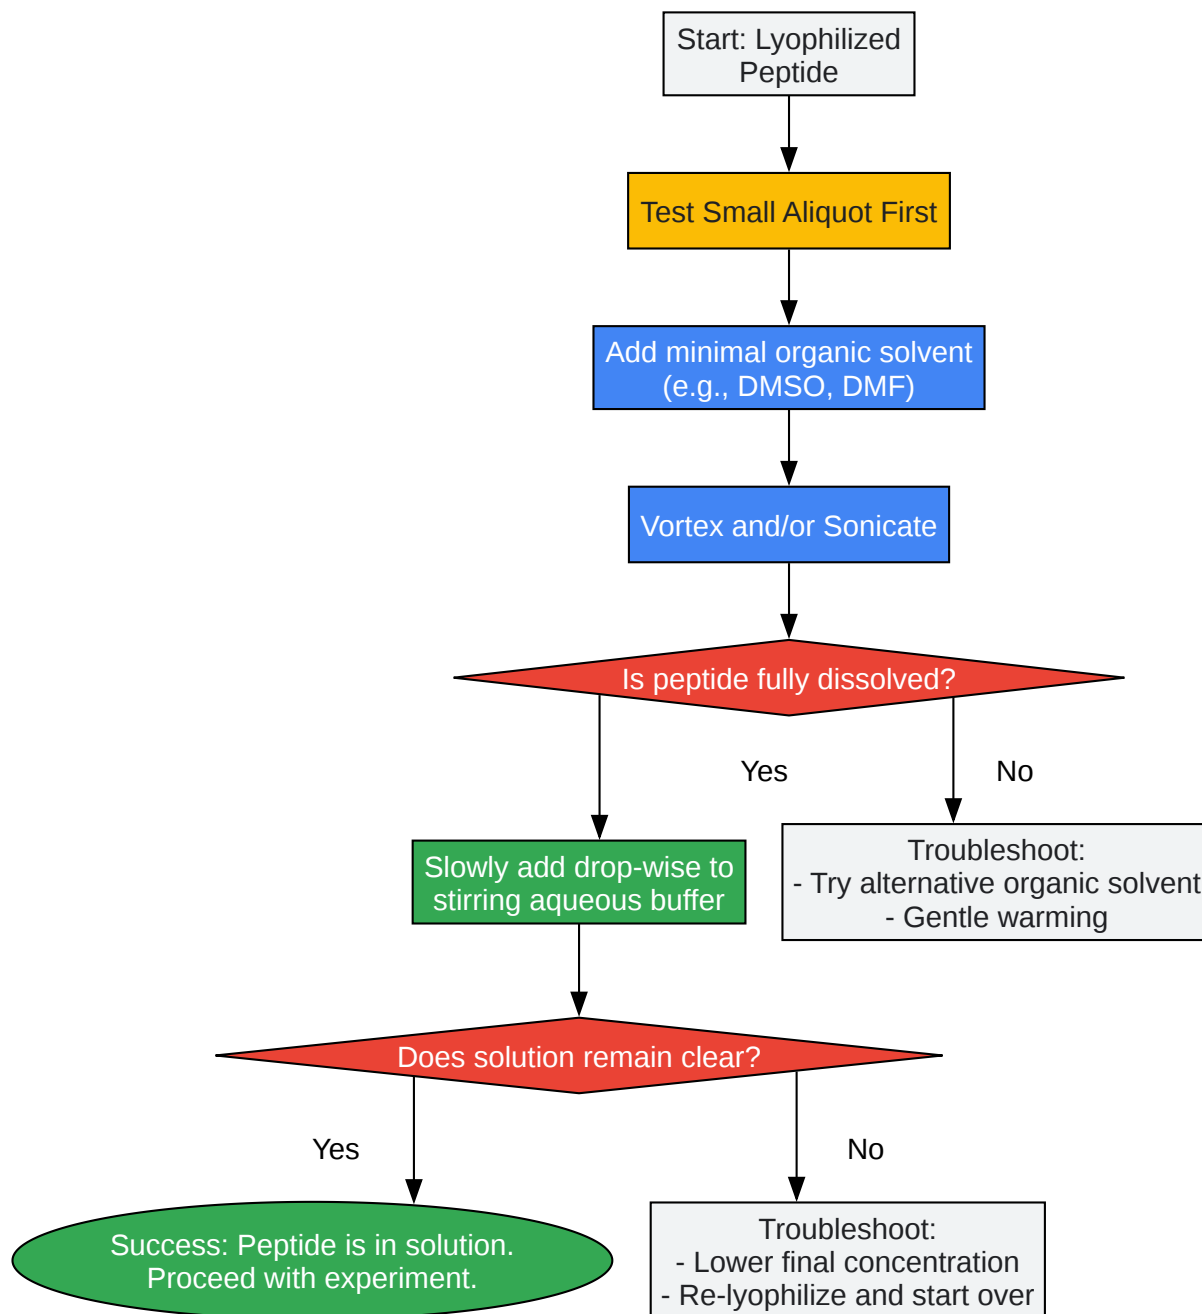 Start: Lyophilized
Peptide
Test Small Aliquot First
Add minimal organic solvent
(e.g., DMSO, DMF)
Vortex and/or Sonicate
Is peptide fully dissolved?
Yes
No
Slowly add drop-wise to
stirring aqueous buffer
Troubleshoot:
- Try alternative organic solvent
- Gentle warming
Does solution remain clear?
Yes
No
Success: Peptide is in solution.
Proceed with experiment.
Troubleshoot:
- Lower final concentration
- Re-lyophilize and start over